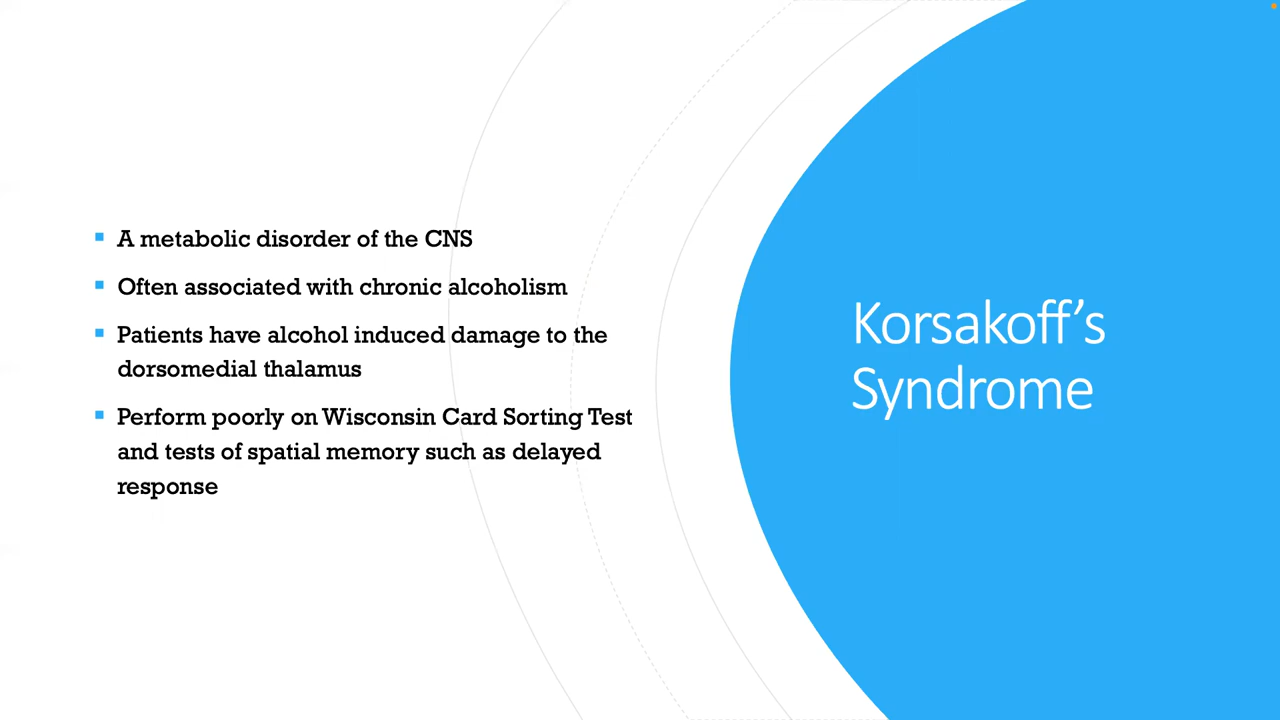 A metabolic disorder of the CNS
Often associated with chronic alcoholism
Patients have alcohol induced damage to the
dorsomedial thalamus
Perform poorly on Wisconsin Card Sorting Test
and tests of spatial memory such as delayed
response
Korsakoff’s
Syndrome